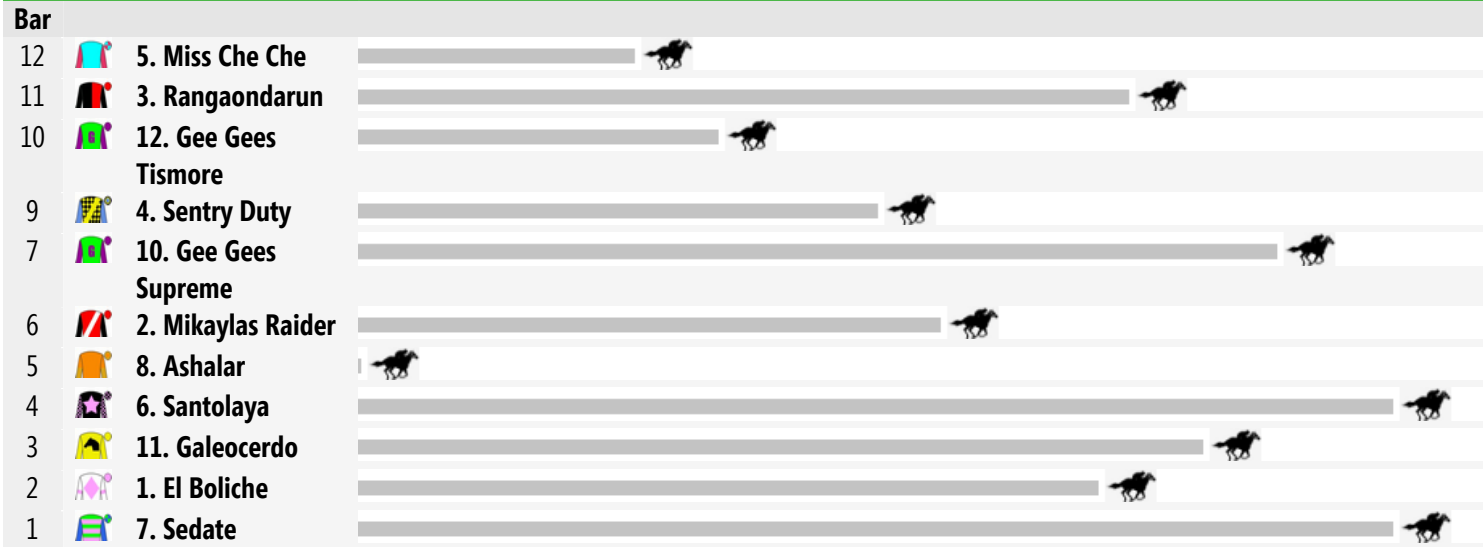 Bar
12 5. Miss Che Che
11 3. Rangaondarun
10 G 12. Gee Gees
Tismore
9 4. Sentry Duty
7 G 10. Gee Gees
Supreme
6 2. Mikaylas Raider
5 8. Ashalar
4 6. Santolaya
3 11. Galeocerdo
2 1. El Boliche
1 7. Sedate